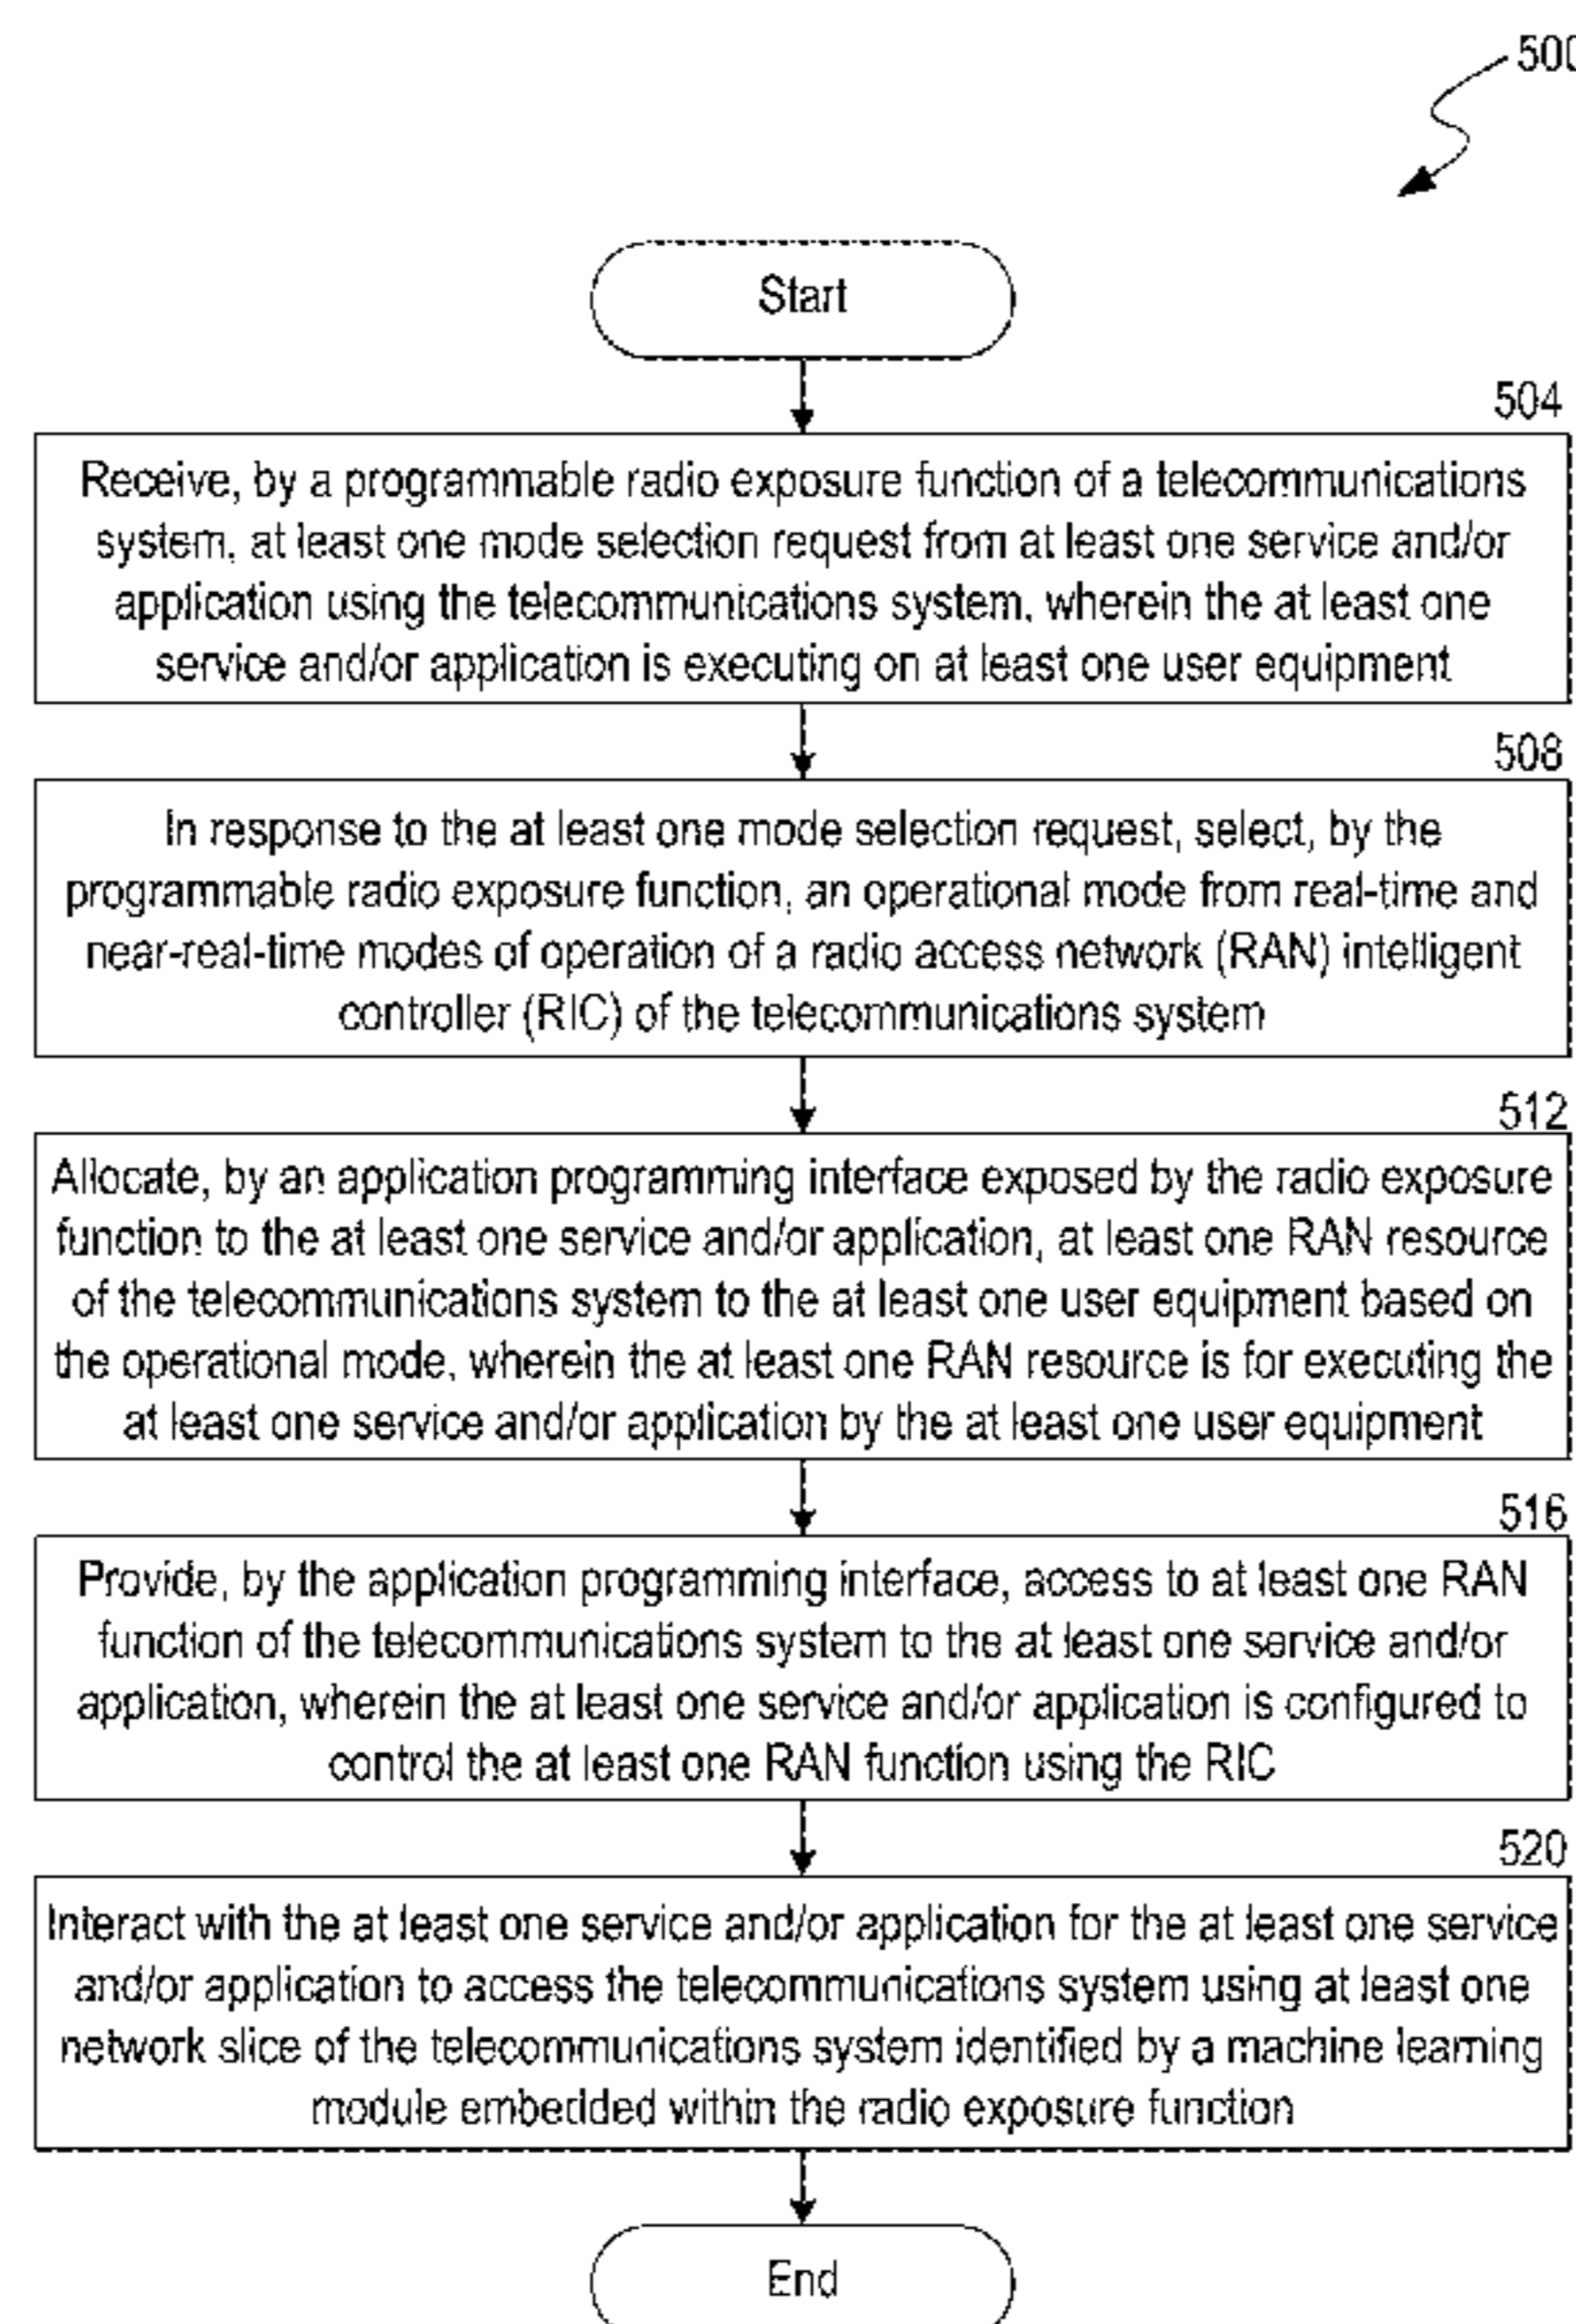 500
Start
504
Receive, by a programmable radio exposure function of a telecommunications
system, at least one mode selection request from at least one service and/or
application using the telecommunications system, wherein the at least one
service and/or application is executing on at least one user equipment
508
In response to the at least one mode selection request, select, by the
programmable radio exposure function, an operational mode from real-time and
near-real-time modes of operation of a radio access network (RAN) intelligent
controller (RIC) of the telecommunications system
512
Allocate, by an application programming interface exposed by the radio exposure
function to the at least one service and/or application, at least one RAN resource
of the telecommunications system to the at least one user equipment based on
the operational mode, wherein the at least one RAN resource is for executing the
at least one service and/or application by the at least one user equipment
516
Provide, by the application programming interface, access to at least one RAN
function of the telecommunications system to the at least one service and/or
application, wherein the at least one service and/or application is configured to
control the at least one RAN function using the RIC
520
Interact with the at least one service and/or application for the at least one service
and/or application to access the telecommunications system using at least one
network slice of the telecommunications system identified by a machine learning
module embedded within the radio exposure function
End